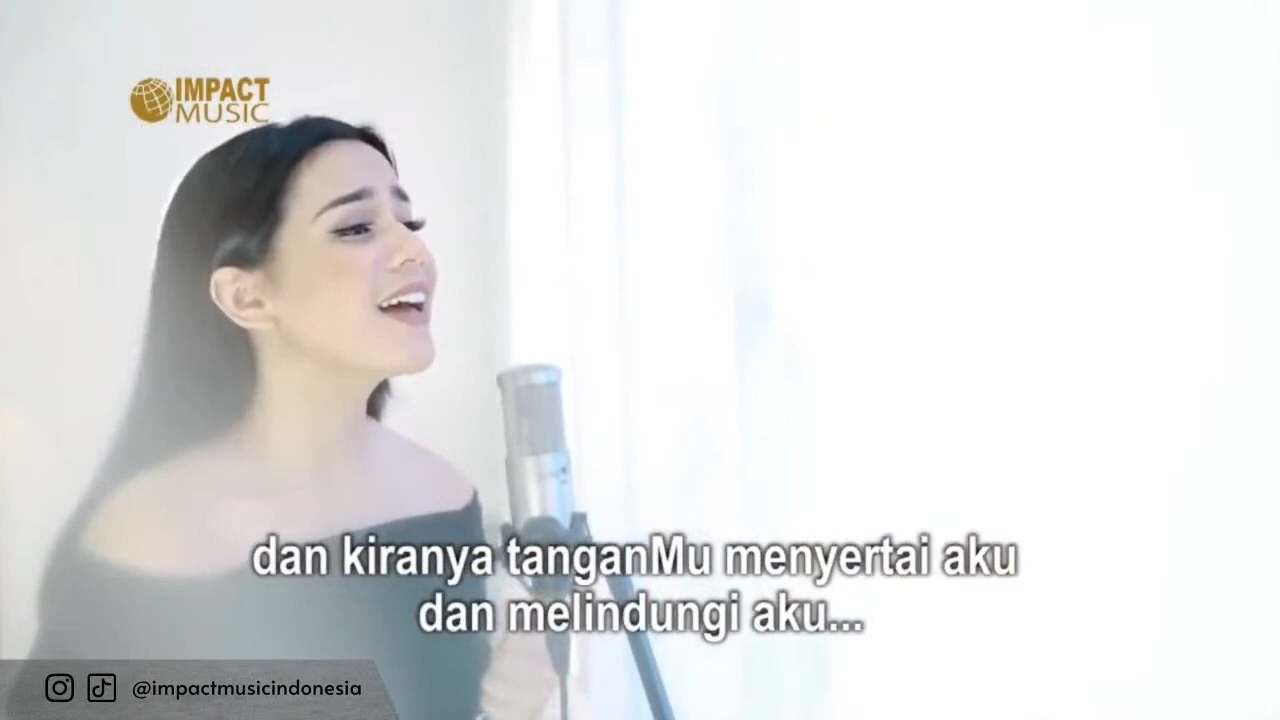 IMPACT
MUSIC
dan kiranya tanganMu menyertai aku
dan melindungi aku...
@impactmusicindonesia